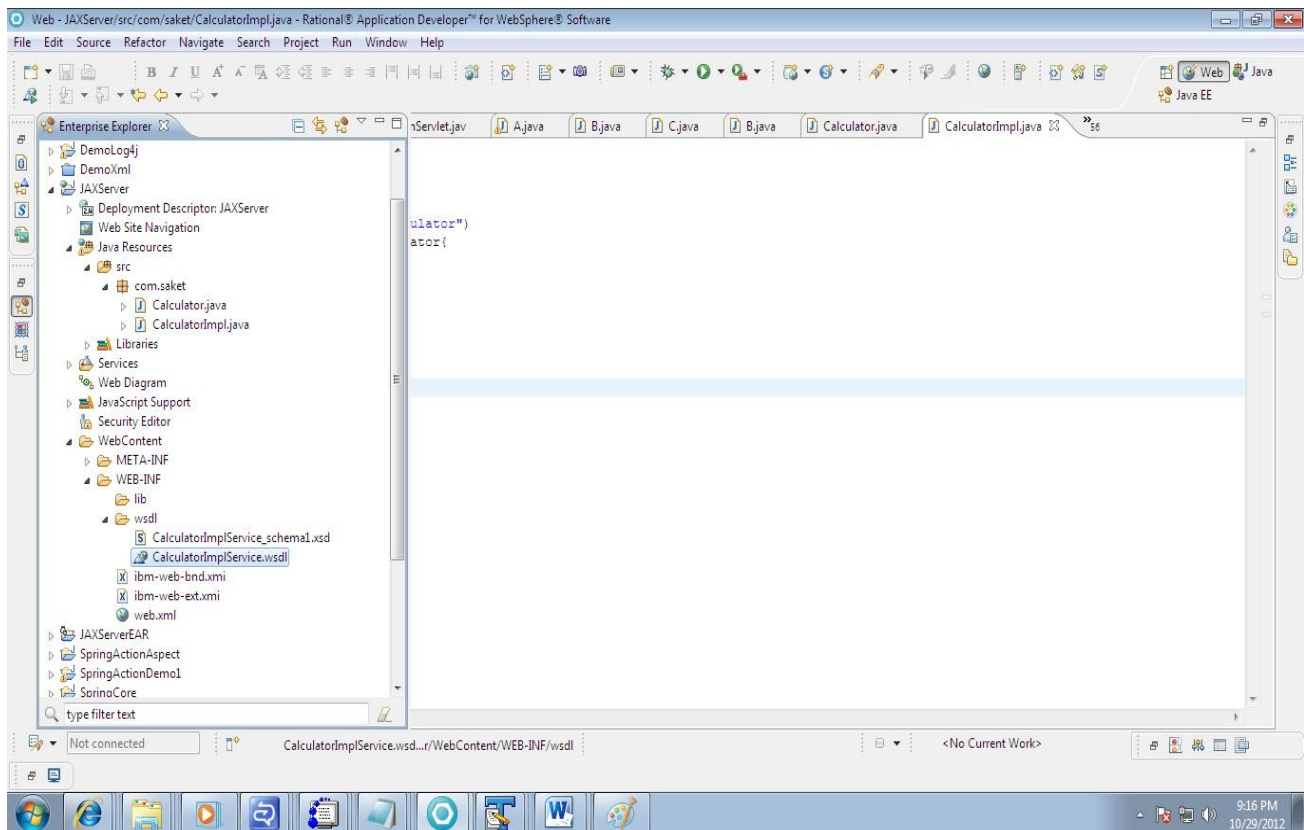 Web - JAXServer/src/com/saket/CalculatorImpl.java - Rational® Application Developer™ for WebSphere® Software
File Edit Source Refactor Navigate Search Project Run Window Help
Web Java
Java EE
Enterprise Explorer
nServlet.jav A.java B.java C.java B.java Calculator.java CalculatorImpl.java »56
DemoLog4j
DemoXml
JAXServer
Deployment Descriptor: JAXServer
Web Site Navigation
ulator")
Java Resources
ator{
src
com.saket
Calculator.java
CalculatorImpl.java
Libraries
Services
Web Diagram
JavaScript Support
Security Editor
WebContent
META-INF
WEB-INF
lib
wsdl
CalculatorImplService_schema1.xsd
CalculatorImplService.wsdl
ibm-web-bnd.xmi
ibm-web-ext.xmi
web.xml
JAXServerEAR
SpringActionAspect
SpringActionDemo1
SpringCore
type filter text
Not connected CalculatorImplService.wsd...r/WebContent/WEB-INF/wsdl <No Current Work>
9:16 PM
10/29/2012